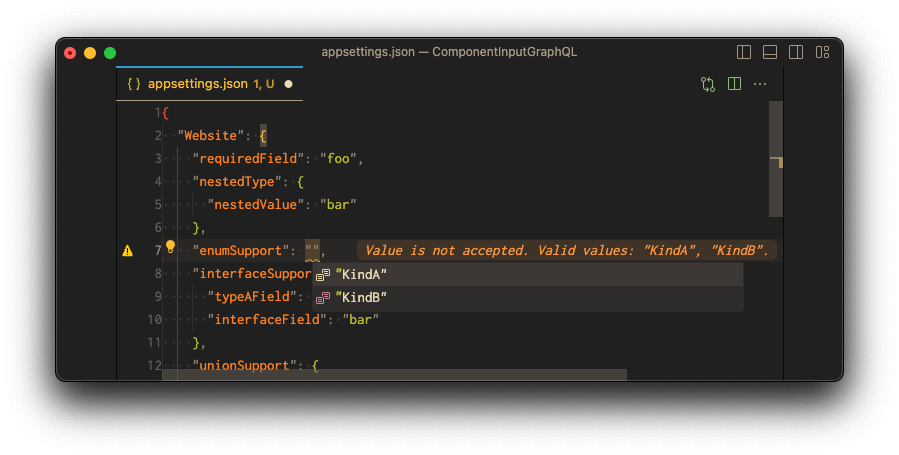 appsettings.json — ComponentInputGraphQL
{ } appsettings.json 1, U
1 {
2 "Website": {
3 "requiredField": "foo",
4 "nestedType": {
5 "nestedValue": "bar"
6 },
7 "enumSupport": "", Value is not accepted. Valid values: "KindA", "KindB".
8 "interfaceSuppor "KindA"
9 "typeAField": "KindB"
10 "interfaceField": "bar"
11 },
12 "unionSupport": {